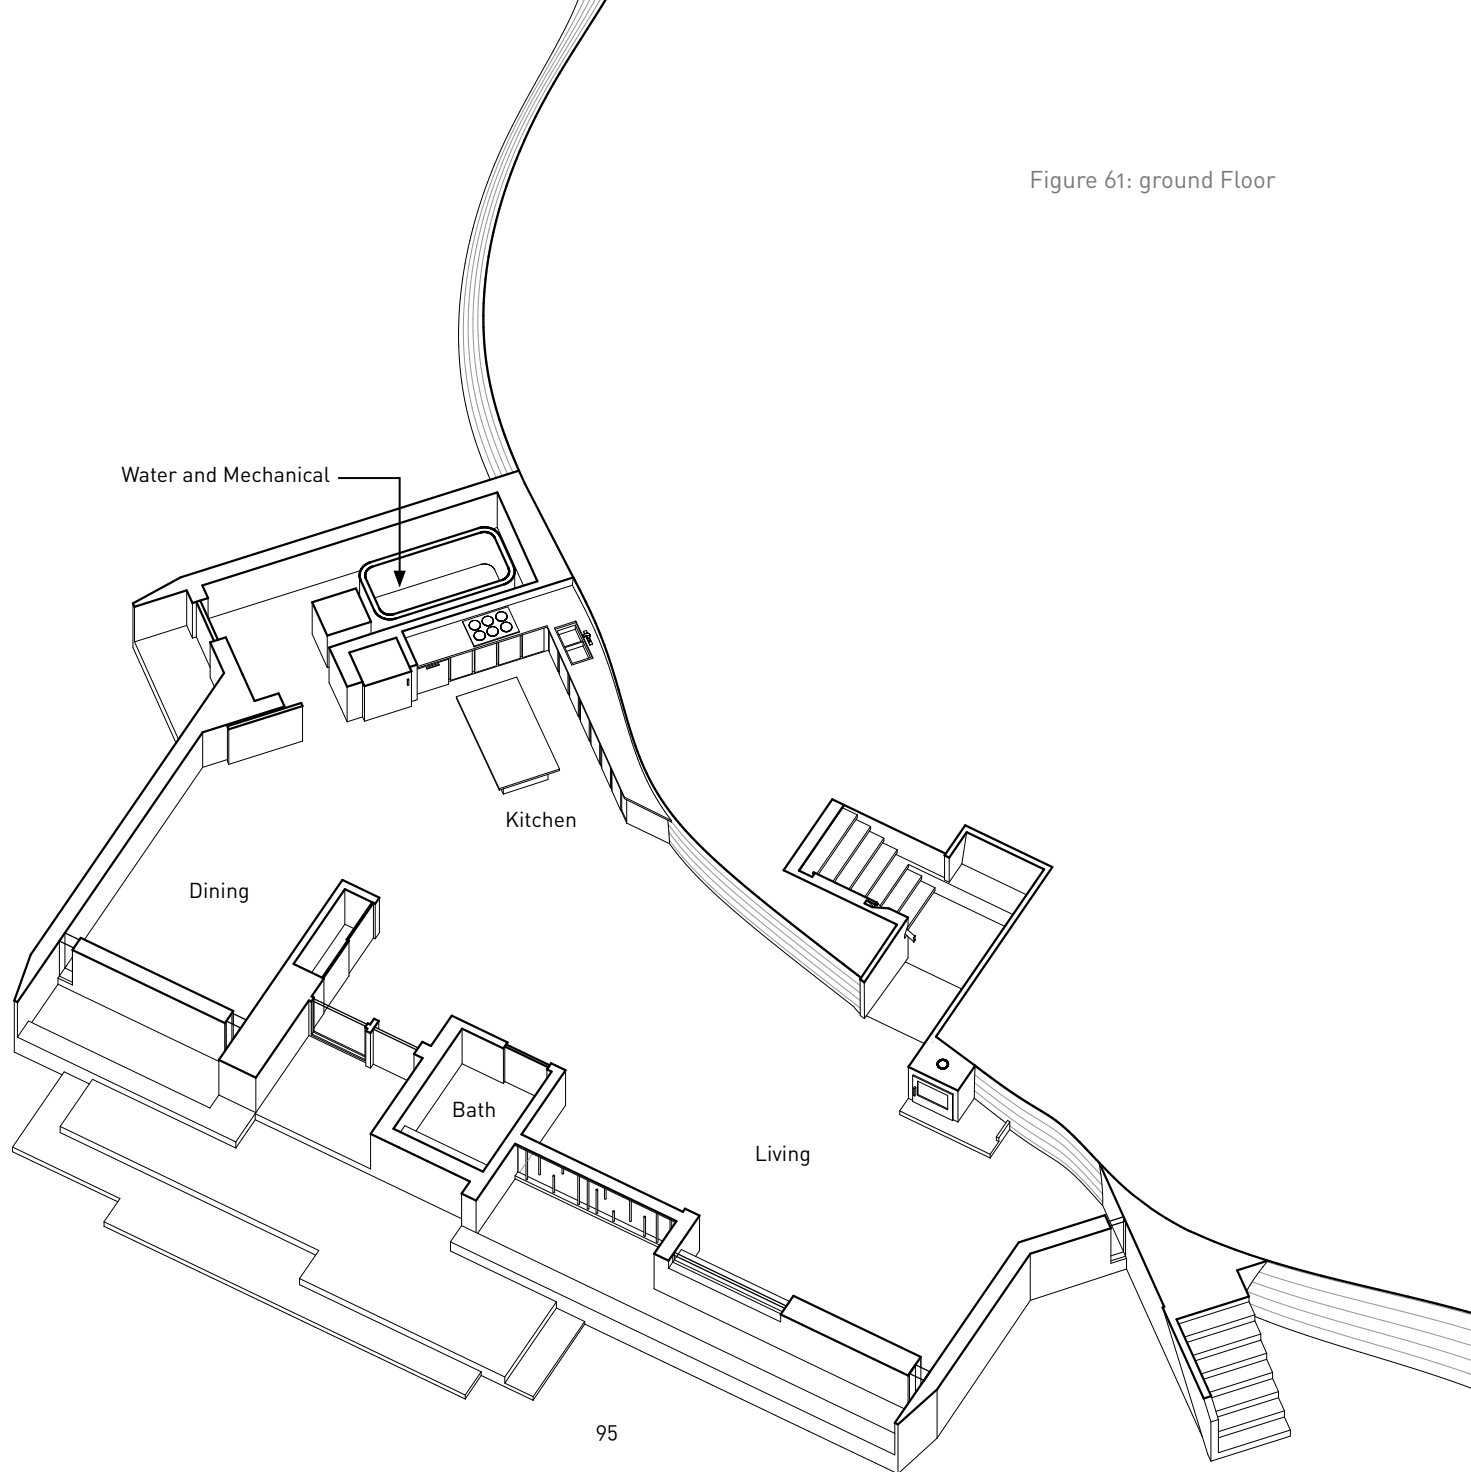 Figure 61: ground Floor
Water and Mechanical
Kitchen
Dining
Bath
Living
95